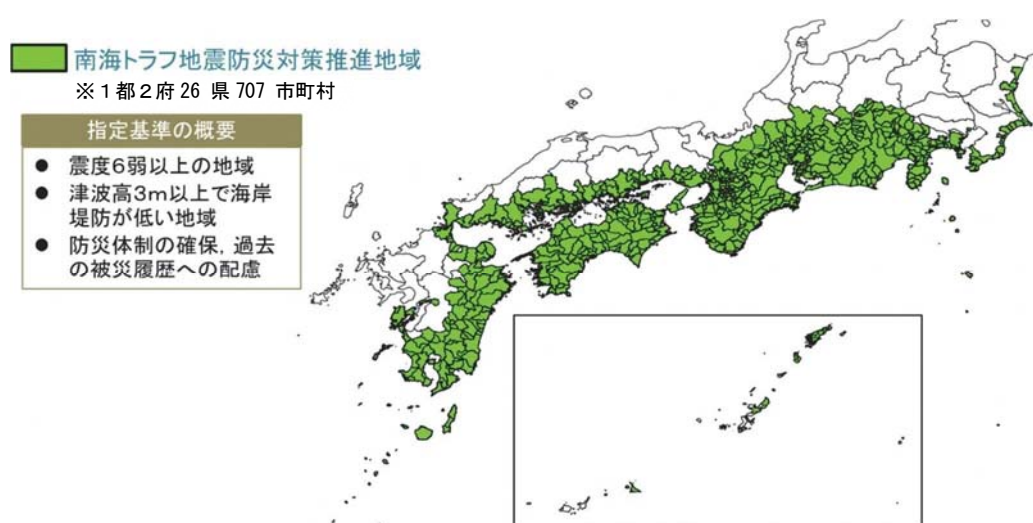 南海トラフ地震防災対策推進地域
※１都２府 26 県 707 市町村
指定基準の概要
● 震度６弱以上の地域
● 津波高３ｍ以上で海岸
堤防が低い地域
● 防災体制の確保，過去
の被災履歴への配慮